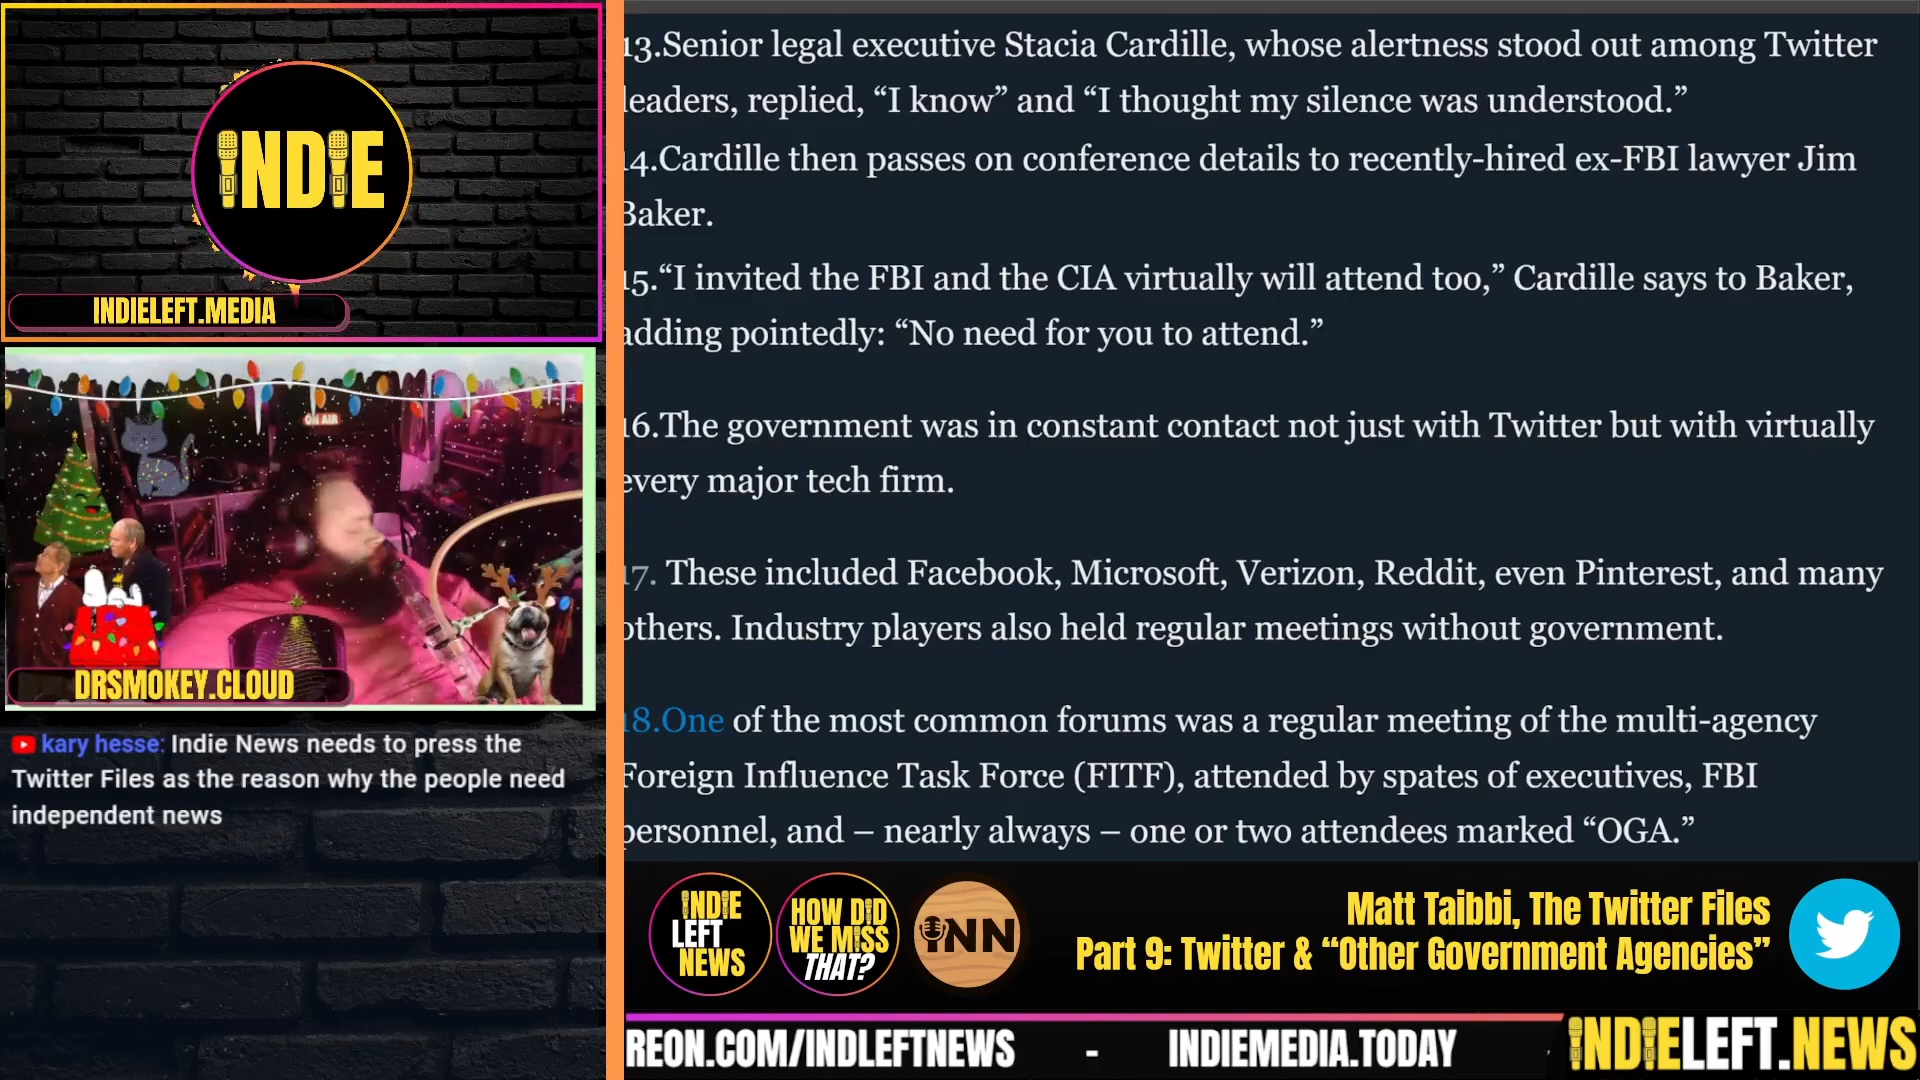 INDIE
INDIELEFT.MEDIA
ON AIR
DRSMOKEY.CLOUD
kary hesse: Indie News needs to press the
Twitter Files as the reason why the people need
independent news
13.Senior legal executive Stacia Cardille, whose alertness stood out among Twitter
leaders, replied, “I know” and “I thought my silence was understood.”
14.Cardille then passes on conference details to recently-hired ex-FBI lawyer Jim
Baker.
15.“I invited the FBI and the CIA virtually will attend too,” Cardille says to Baker,
adding pointedly: “No need for you to attend.”
16.The government was in constant contact not just with Twitter but with virtually
every major tech firm.
17. These included Facebook, Microsoft, Verizon, Reddit, even Pinterest, and many
others. Industry players also held regular meetings without government.
18.One of the most common forums was a regular meeting of the multi-agency
Foreign Influence Task Force (FITF), attended by spates of executives, FBI
personnel, and – nearly always – one or two attendees marked “OGA.”
INDIE
LEFT
NEWS
HOW DID
WE MISS
THAT?
INN
Matt Taibbi, The Twitter Files
Part 9: Twitter & “Other Government Agencies”
REON.COM/INDLEFTNEWS - INDIEMEDIA.TODAY
INDIELEFT.NEWS